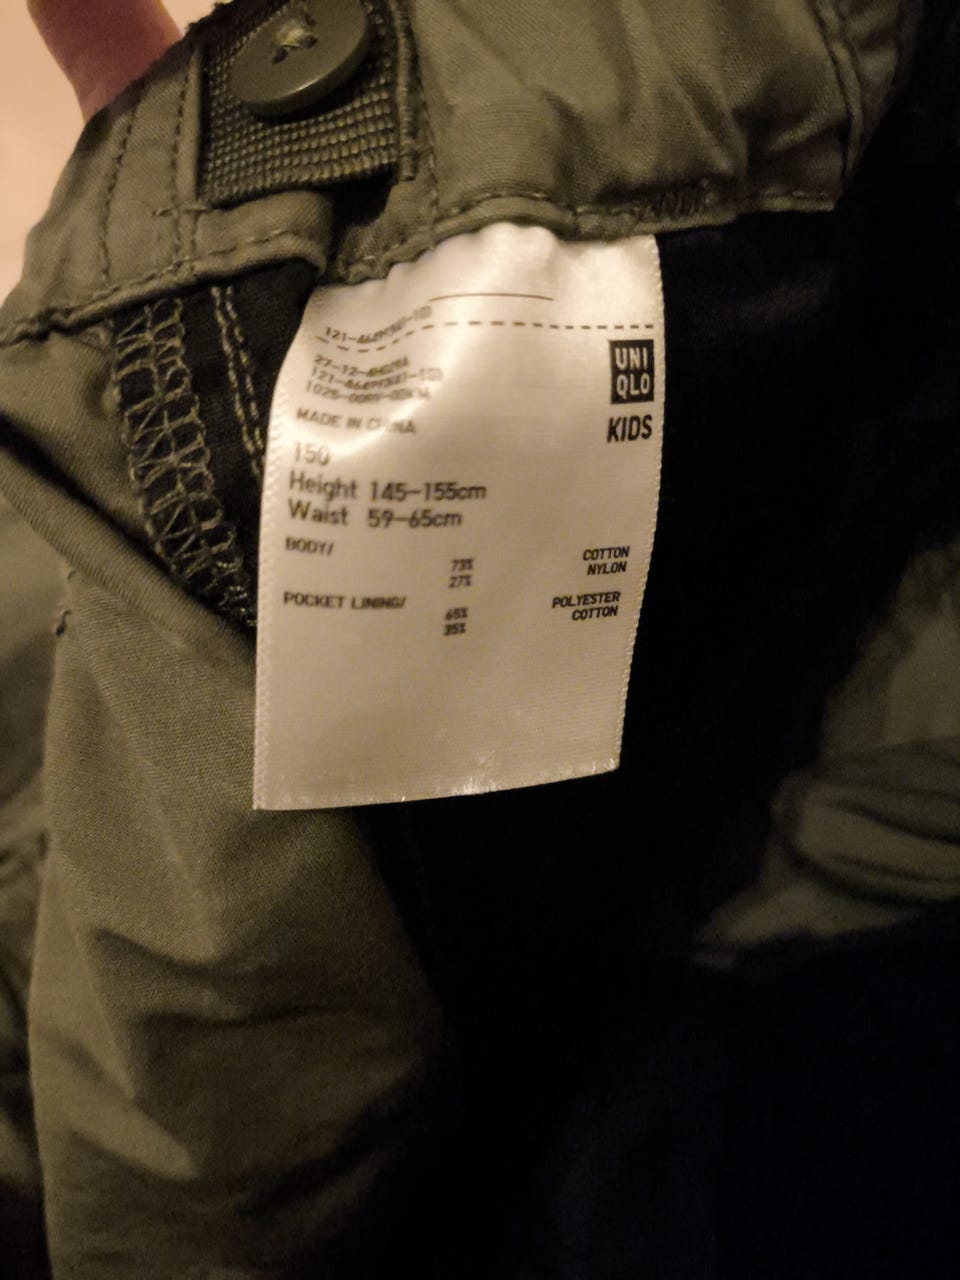 UNI
QLO
KIDS
MADE IN CHINA
150
Height 145-155cm
Waist 59-65cm
BODY/
73% COTTON
27% NYLON
POCKET LINING/
65% POLYESTER
35% COTTON